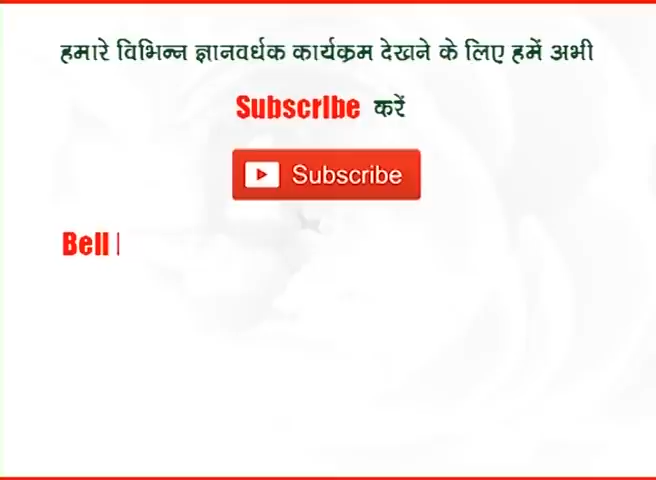 हमारे विभिन्न ज्ञानवर्धक कार्यक्रम देखने के लिए हमें अभी
Subscribe करें
Subscribe
Bell